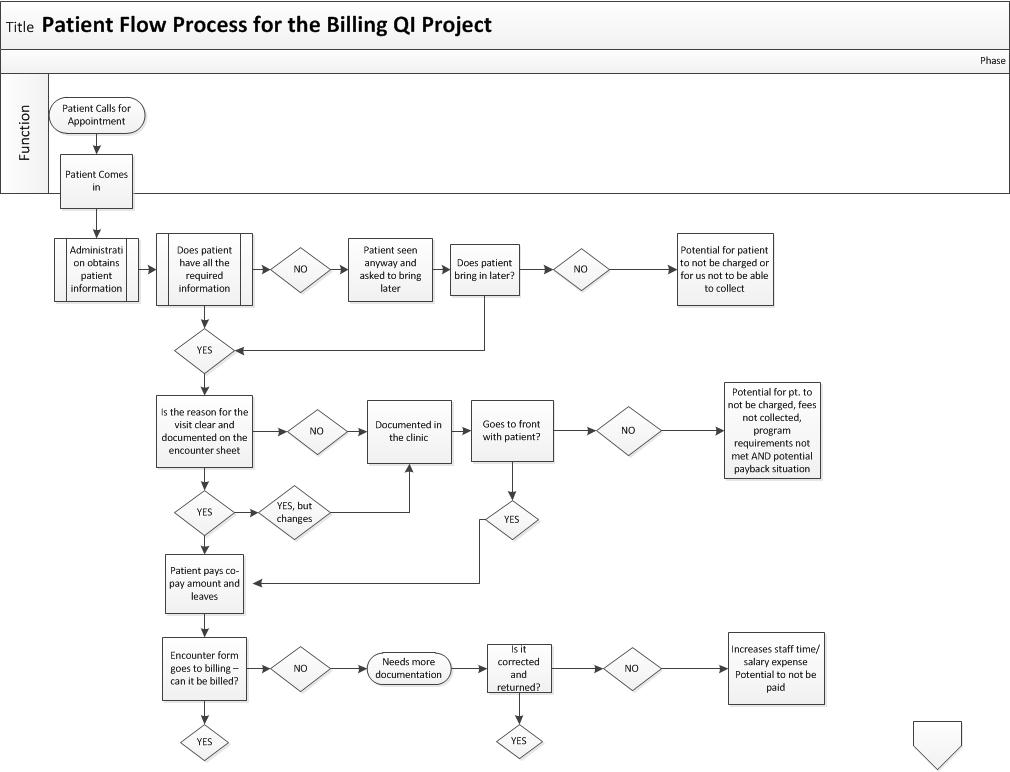 Title Patient Flow Process for the Billing QI Project
Phase
Function
Patient Calls for
Appointment
Patient Comes
in
Administrati
on obtains
patient
information
Does patient
have all the
required
information
NO
Patient seen
anyway and
asked to bring
later
Does patient
bring in later?
NO
Potential for patient
to not be charged or
for us not to be able
to collect
YES
Is the reason for the
visit clear and
documented on the
encounter sheet
NO
Documented in
the clinic
Goes to front
with patient?
NO
Potential for pt. to
not be charged, fees
not collected,
program
requirements not
met AND potential
payback situation
YES
YES, but
changes
YES
Patient pays co-
pay amount and
leaves
Encounter form
goes to billing –
can it be billed?
NO
Needs more
documentation
Is it
corrected
and
returned?
NO
Increases staff time/
salary expense
Potential to not be
paid
YES
YES